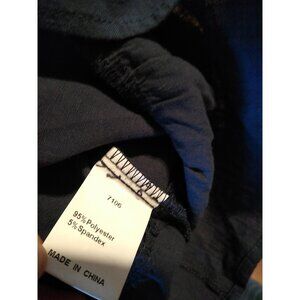 7106
95%Polyester
5%Spandex
MADE IN CHINA